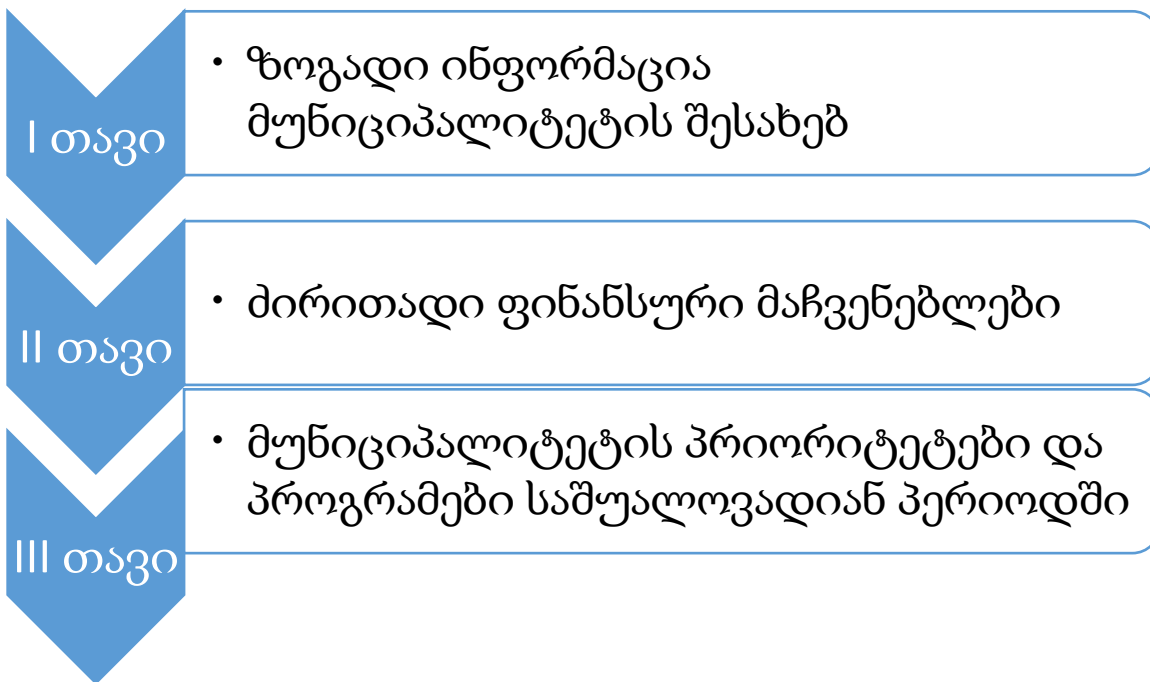 I თავი
• ზოგადი ინფორმაცია
მუნიციპალიტეტის შესახებ
II თავი
• ძირითადი ფინანსური მაჩვენებლები
III თავი
• მუნიციპალიტეტის პრიორიტეტები და
პროგრამები საშუალოვადიან პერიოდში